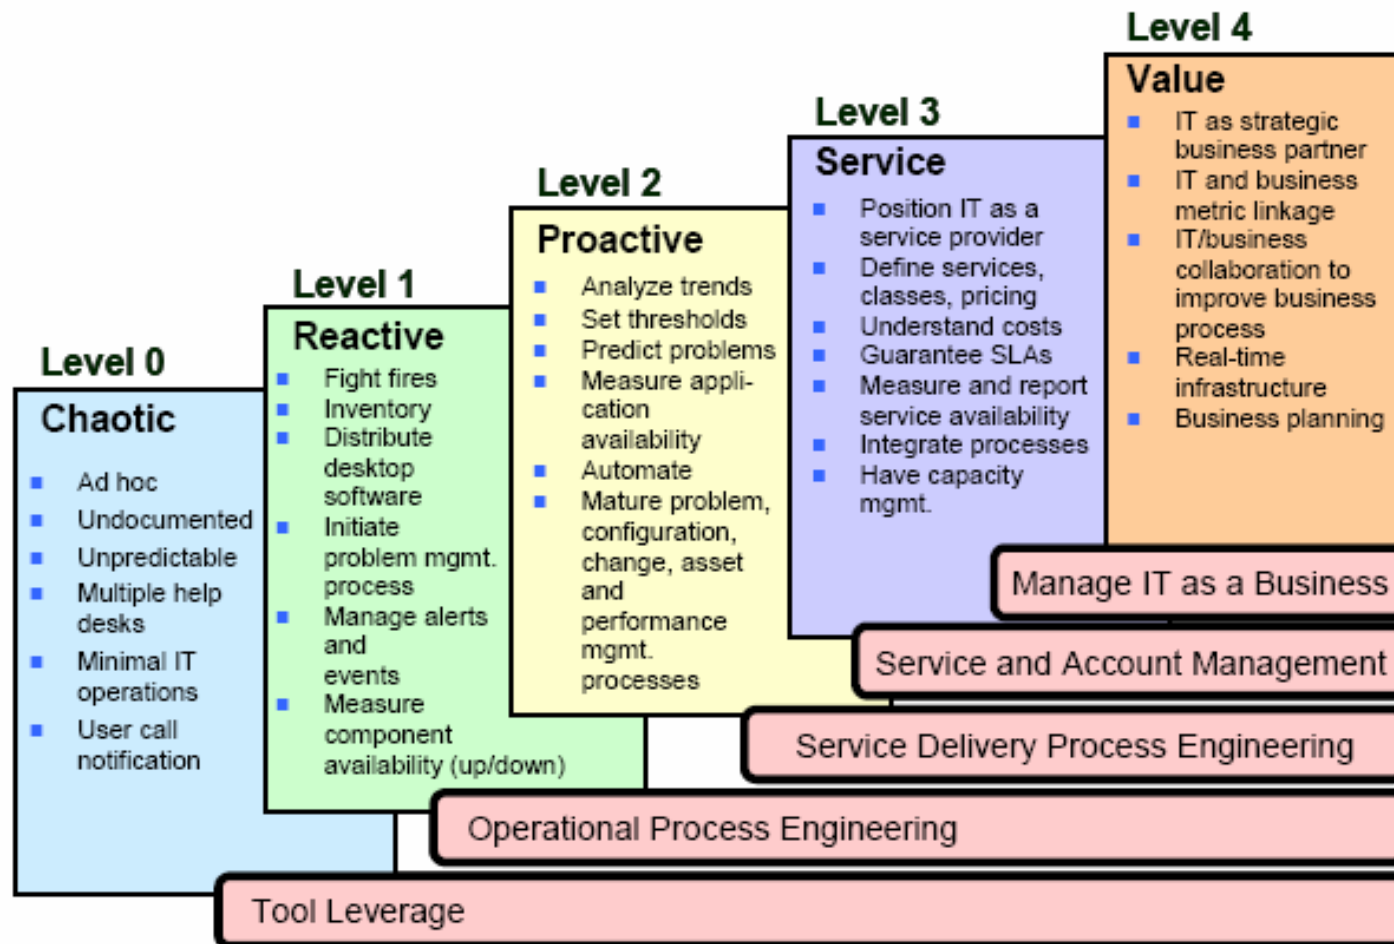 Level 0
Chaotic
Ad hoc
Undocumented
Unpredictable
Multiple help
desks
Minimal IT
operations
User call
notification
Level 1
Reactive
Fight fires
Inventory
Distribute
desktop
software
Initiate
problem mgmt.
process
Manage alerts
and
events
Measure
component
availability (up/down)
Level 2
Proactive
Analyze trends
Set thresholds
Predict problems
Measure appli-
cation
availability
Automate
Mature problem,
configuration,
change, asset
and
performance
mgmt.
processes
Level 3
Service
Position IT as a
service provider
Define services,
classes, pricing
Understand costs
Guarantee SLAs
Measure and report
service availability
Integrate processes
Have capacity
mgmt.
Level 4
Value
IT as strategic
business partner
IT and business
metric linkage
IT/business
collaboration to
improve business
process
Real-time
infrastructure
Business planning
Manage IT as a Business
Service and Account Management
Service Delivery Process Engineering
Operational Process Engineering
Tool Leverage